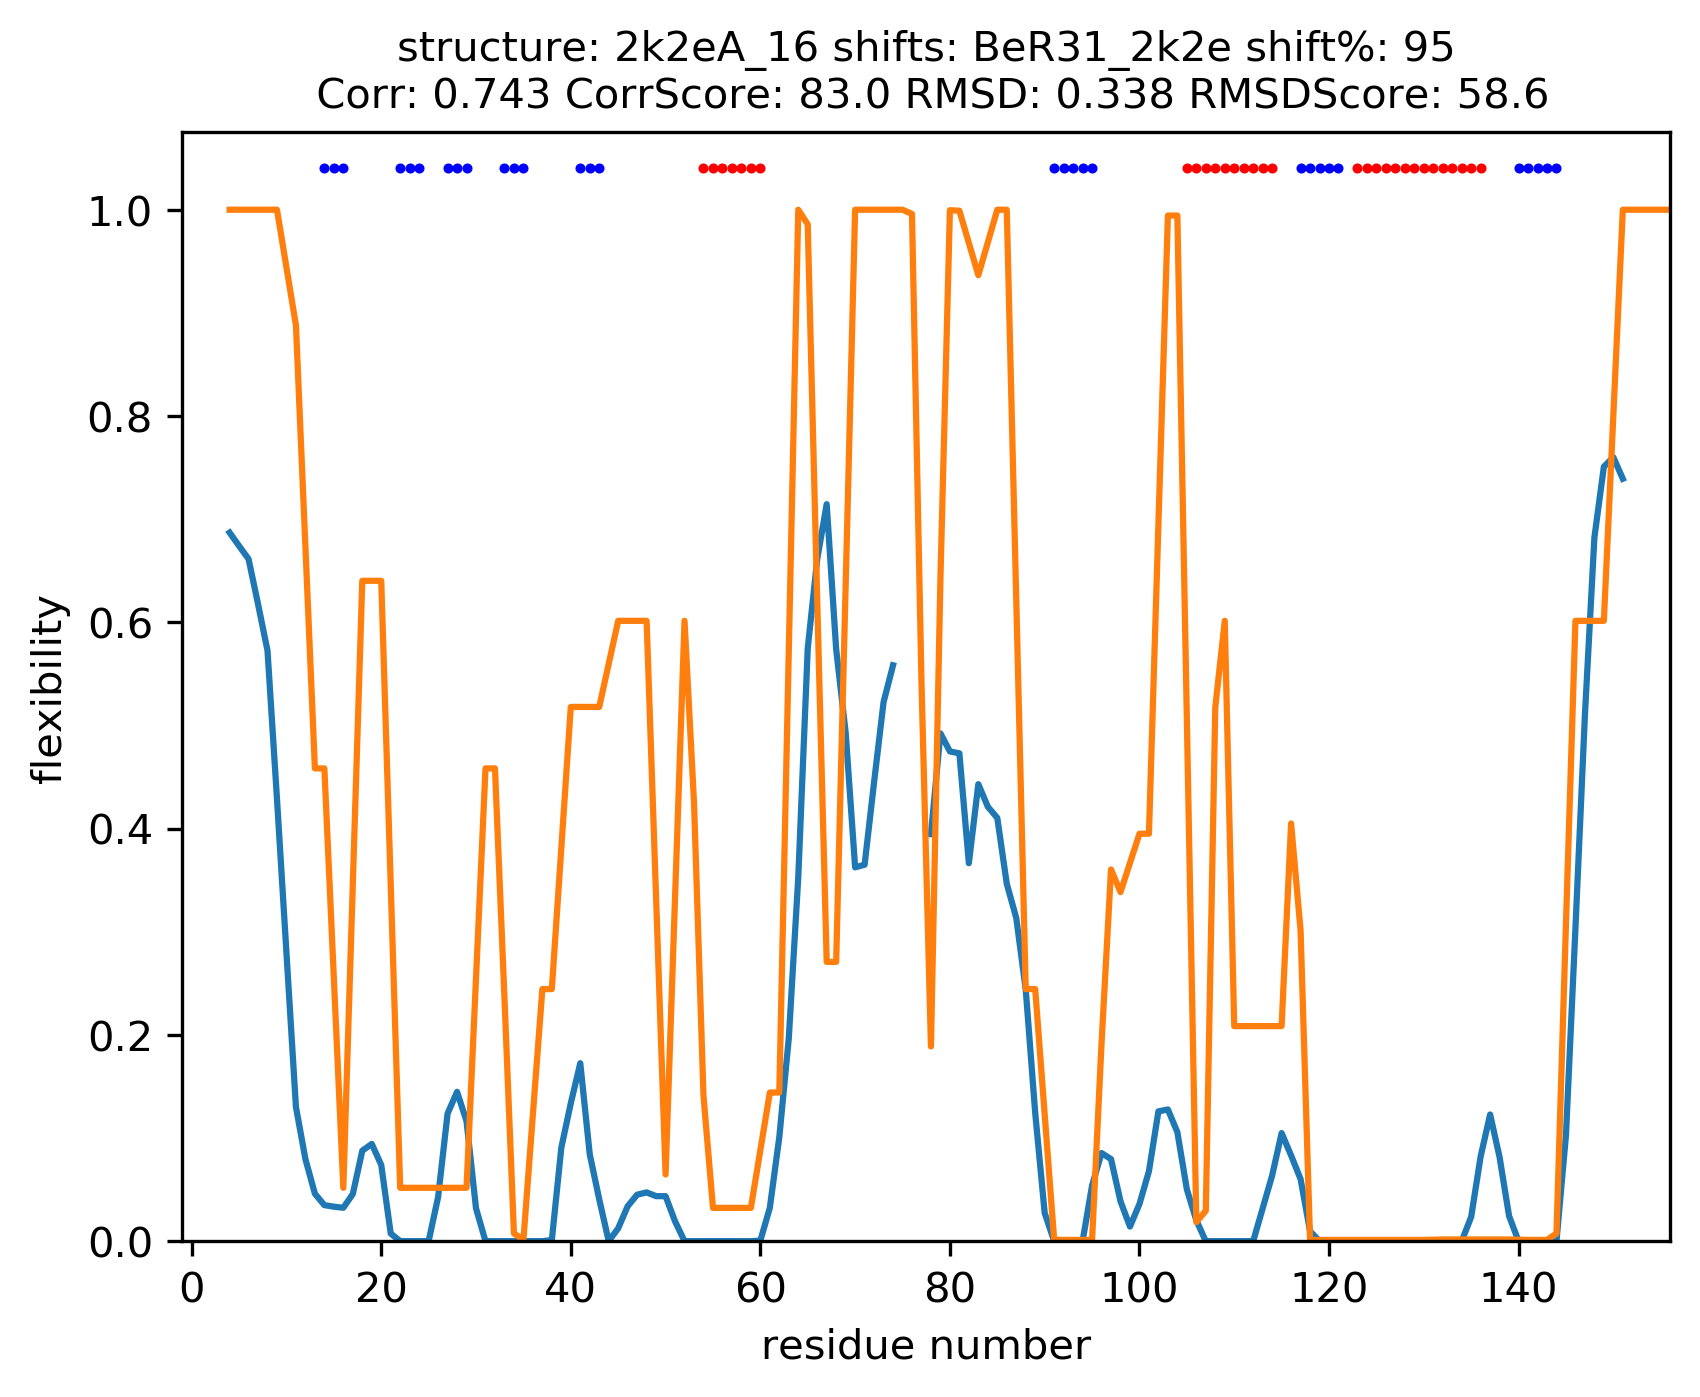 structure: 2k2eA_16 shifts: BeR31_2k2e shift%: 95
Corr: 0.743 CorrScore: 83.0 RMSD: 0.338 RMSDScore: 58.6
1.0
0.8
0.6
0.4
0.2
0.0
flexibility
0 20 40 60 80 100 120 140
residue number